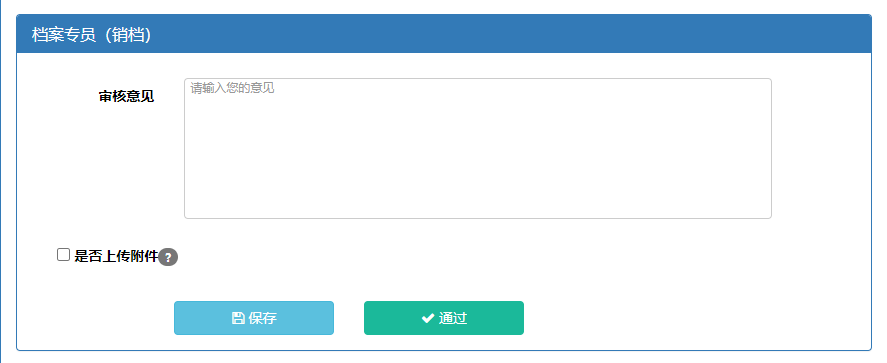 档案专员（销档）
审核意见
请输入您的意见
是否上传附件?
保存
通过